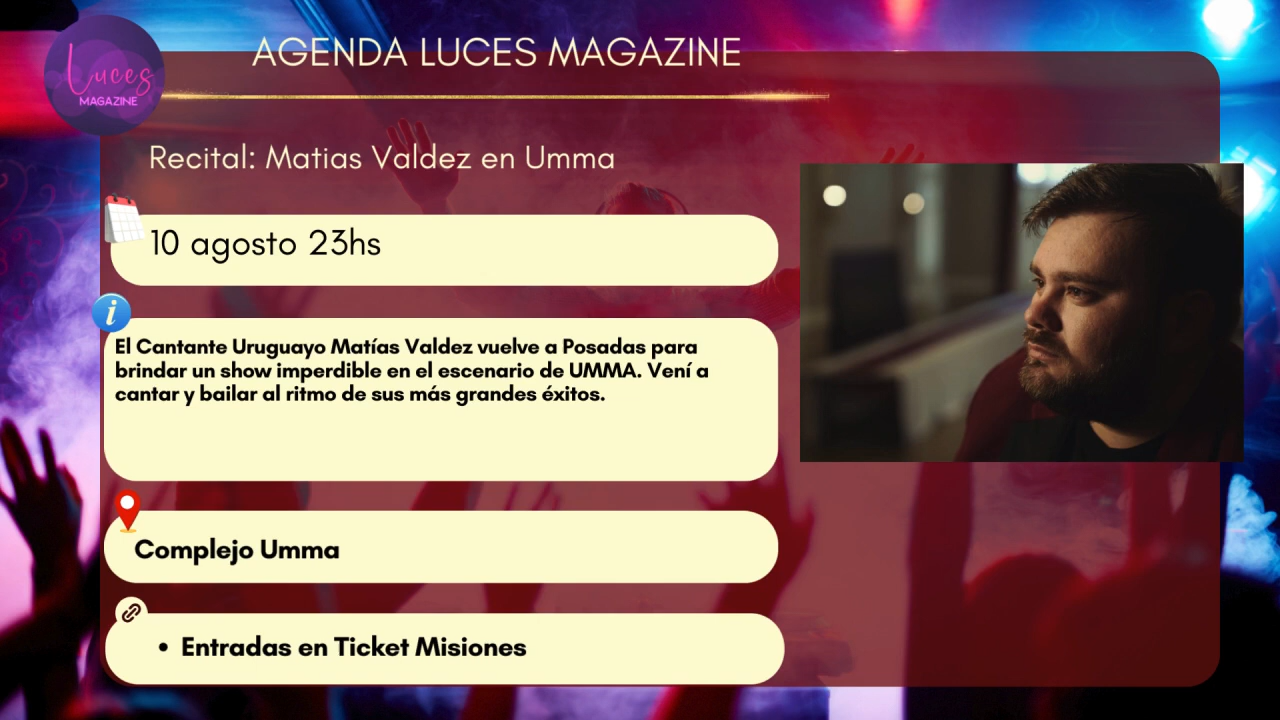 Luces
MAGAZINE
AGENDA LUCES MAGAZINE
Recital: Matias Valdez en Umma
10 agosto 23hs
i
El Cantante Uruguayo Matías Valdez vuelve a Posadas para
brindar un show imperdible en el escenario de UMMA. Vení a
cantar y bailar al ritmo de sus más grandes éxitos.
Complejo Umma
• Entradas en Ticket Misiones